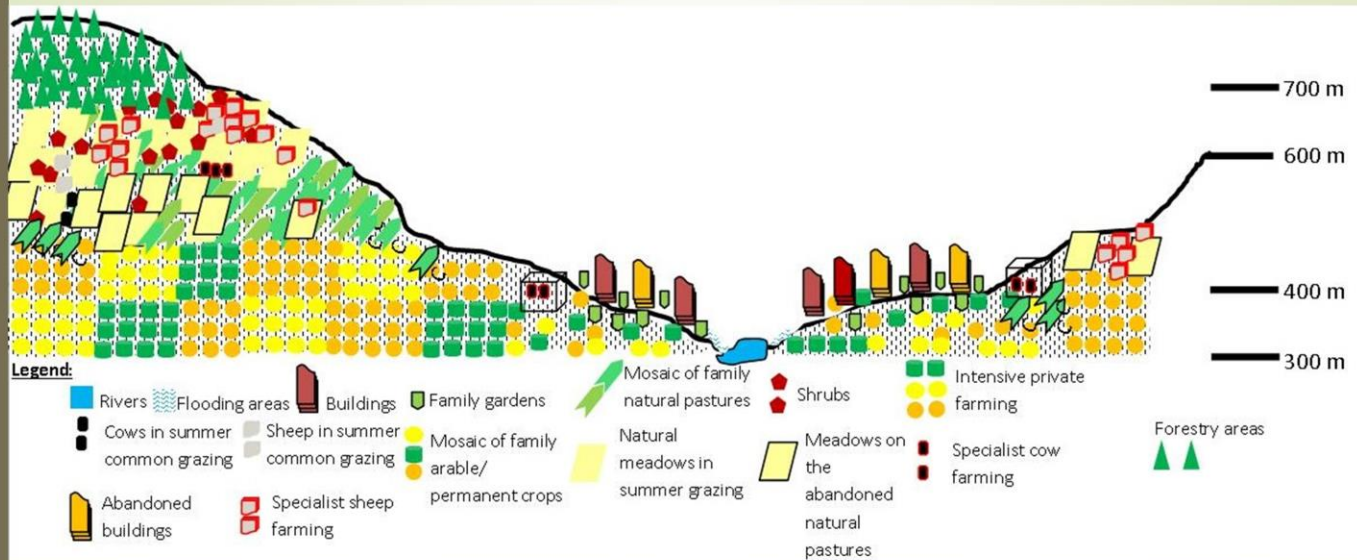 700 m
600 m
400 m
300 m
Legend:
Rivers
Flooding areas
Buildings
Family gardens
Mosaic of family
natural pastures
Shrubs
Intensive private
farming
Cows in summer
common grazing
Sheep in summer
common grazing
Mosaic of family
arable/
permanent crops
Natural
meadows in
summer grazing
Meadows on
the
abandoned
natural
pastures
Specialist cow
farming
Forestry areas
Abandoned
buildings
Specialist sheep
farming